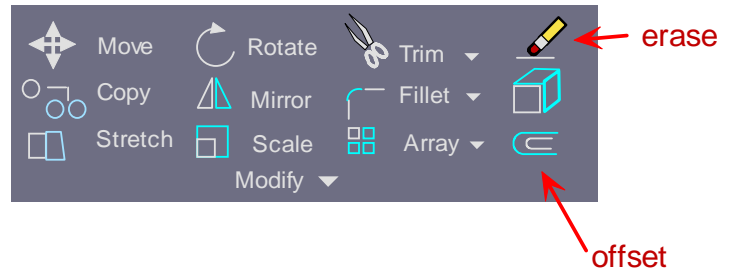 Move Rotate Trim erase
Copy Mirror Fillet
Stretch Scale Array
Modify
offset